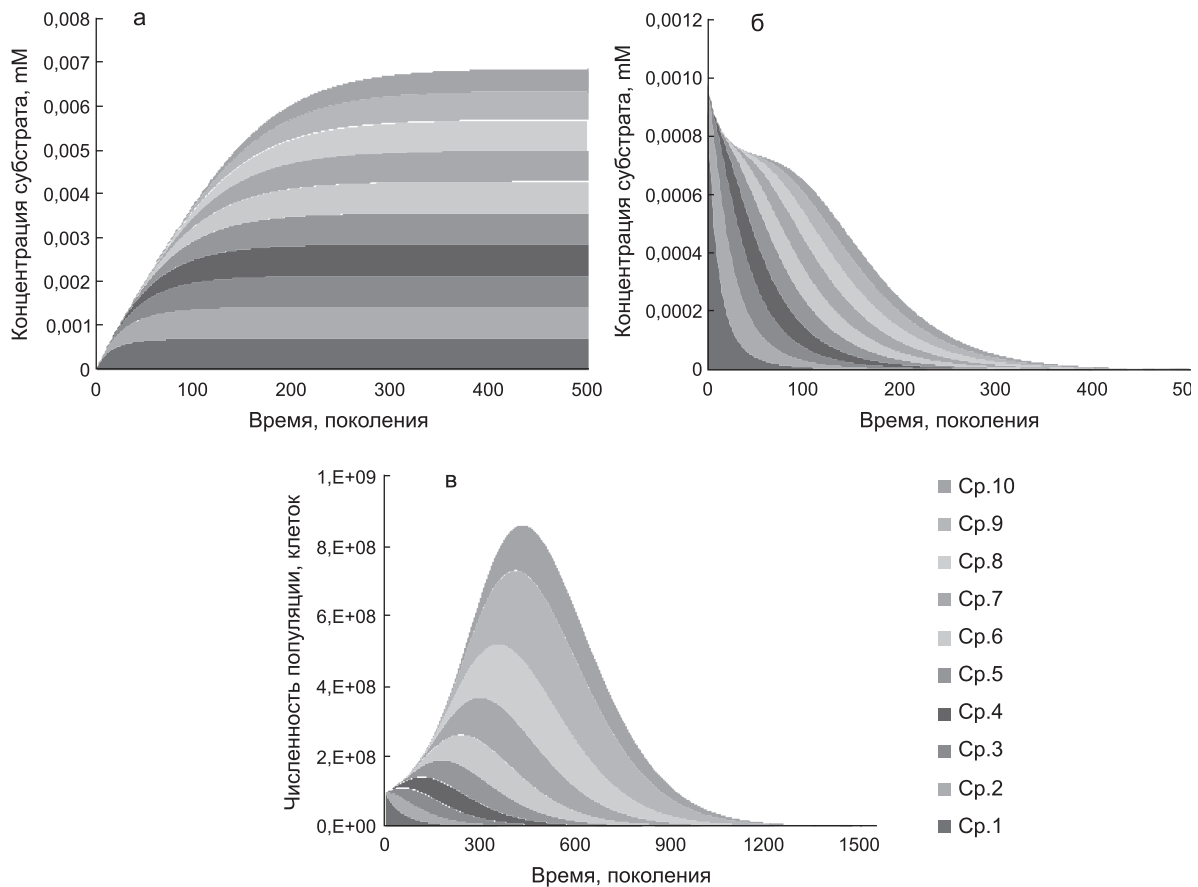 а
Концентрация субстрата, mM
0,008
0,007
0,006
0,005
0,004
0,003
0,002
0,001
0
0 100 200 300 400 500
Время, поколения
б
Концентрация субстрата, mM
0,0012
0,0010
0,0008
0,0006
0,0004
0,0002
0
0 100 200 300 400 50
Время, поколения
в
Численность популяции, клеток
1,E+09
8,E+08
6,E+08
4,E+08
2,E+08
0,E+00
0 300 600 900 1200 1500
Время, поколения
Ср.10
Ср.9
Ср.8
Ср.7
Ср.6
Ср.5
Ср.4
Ср.3
Ср.2
Ср.1